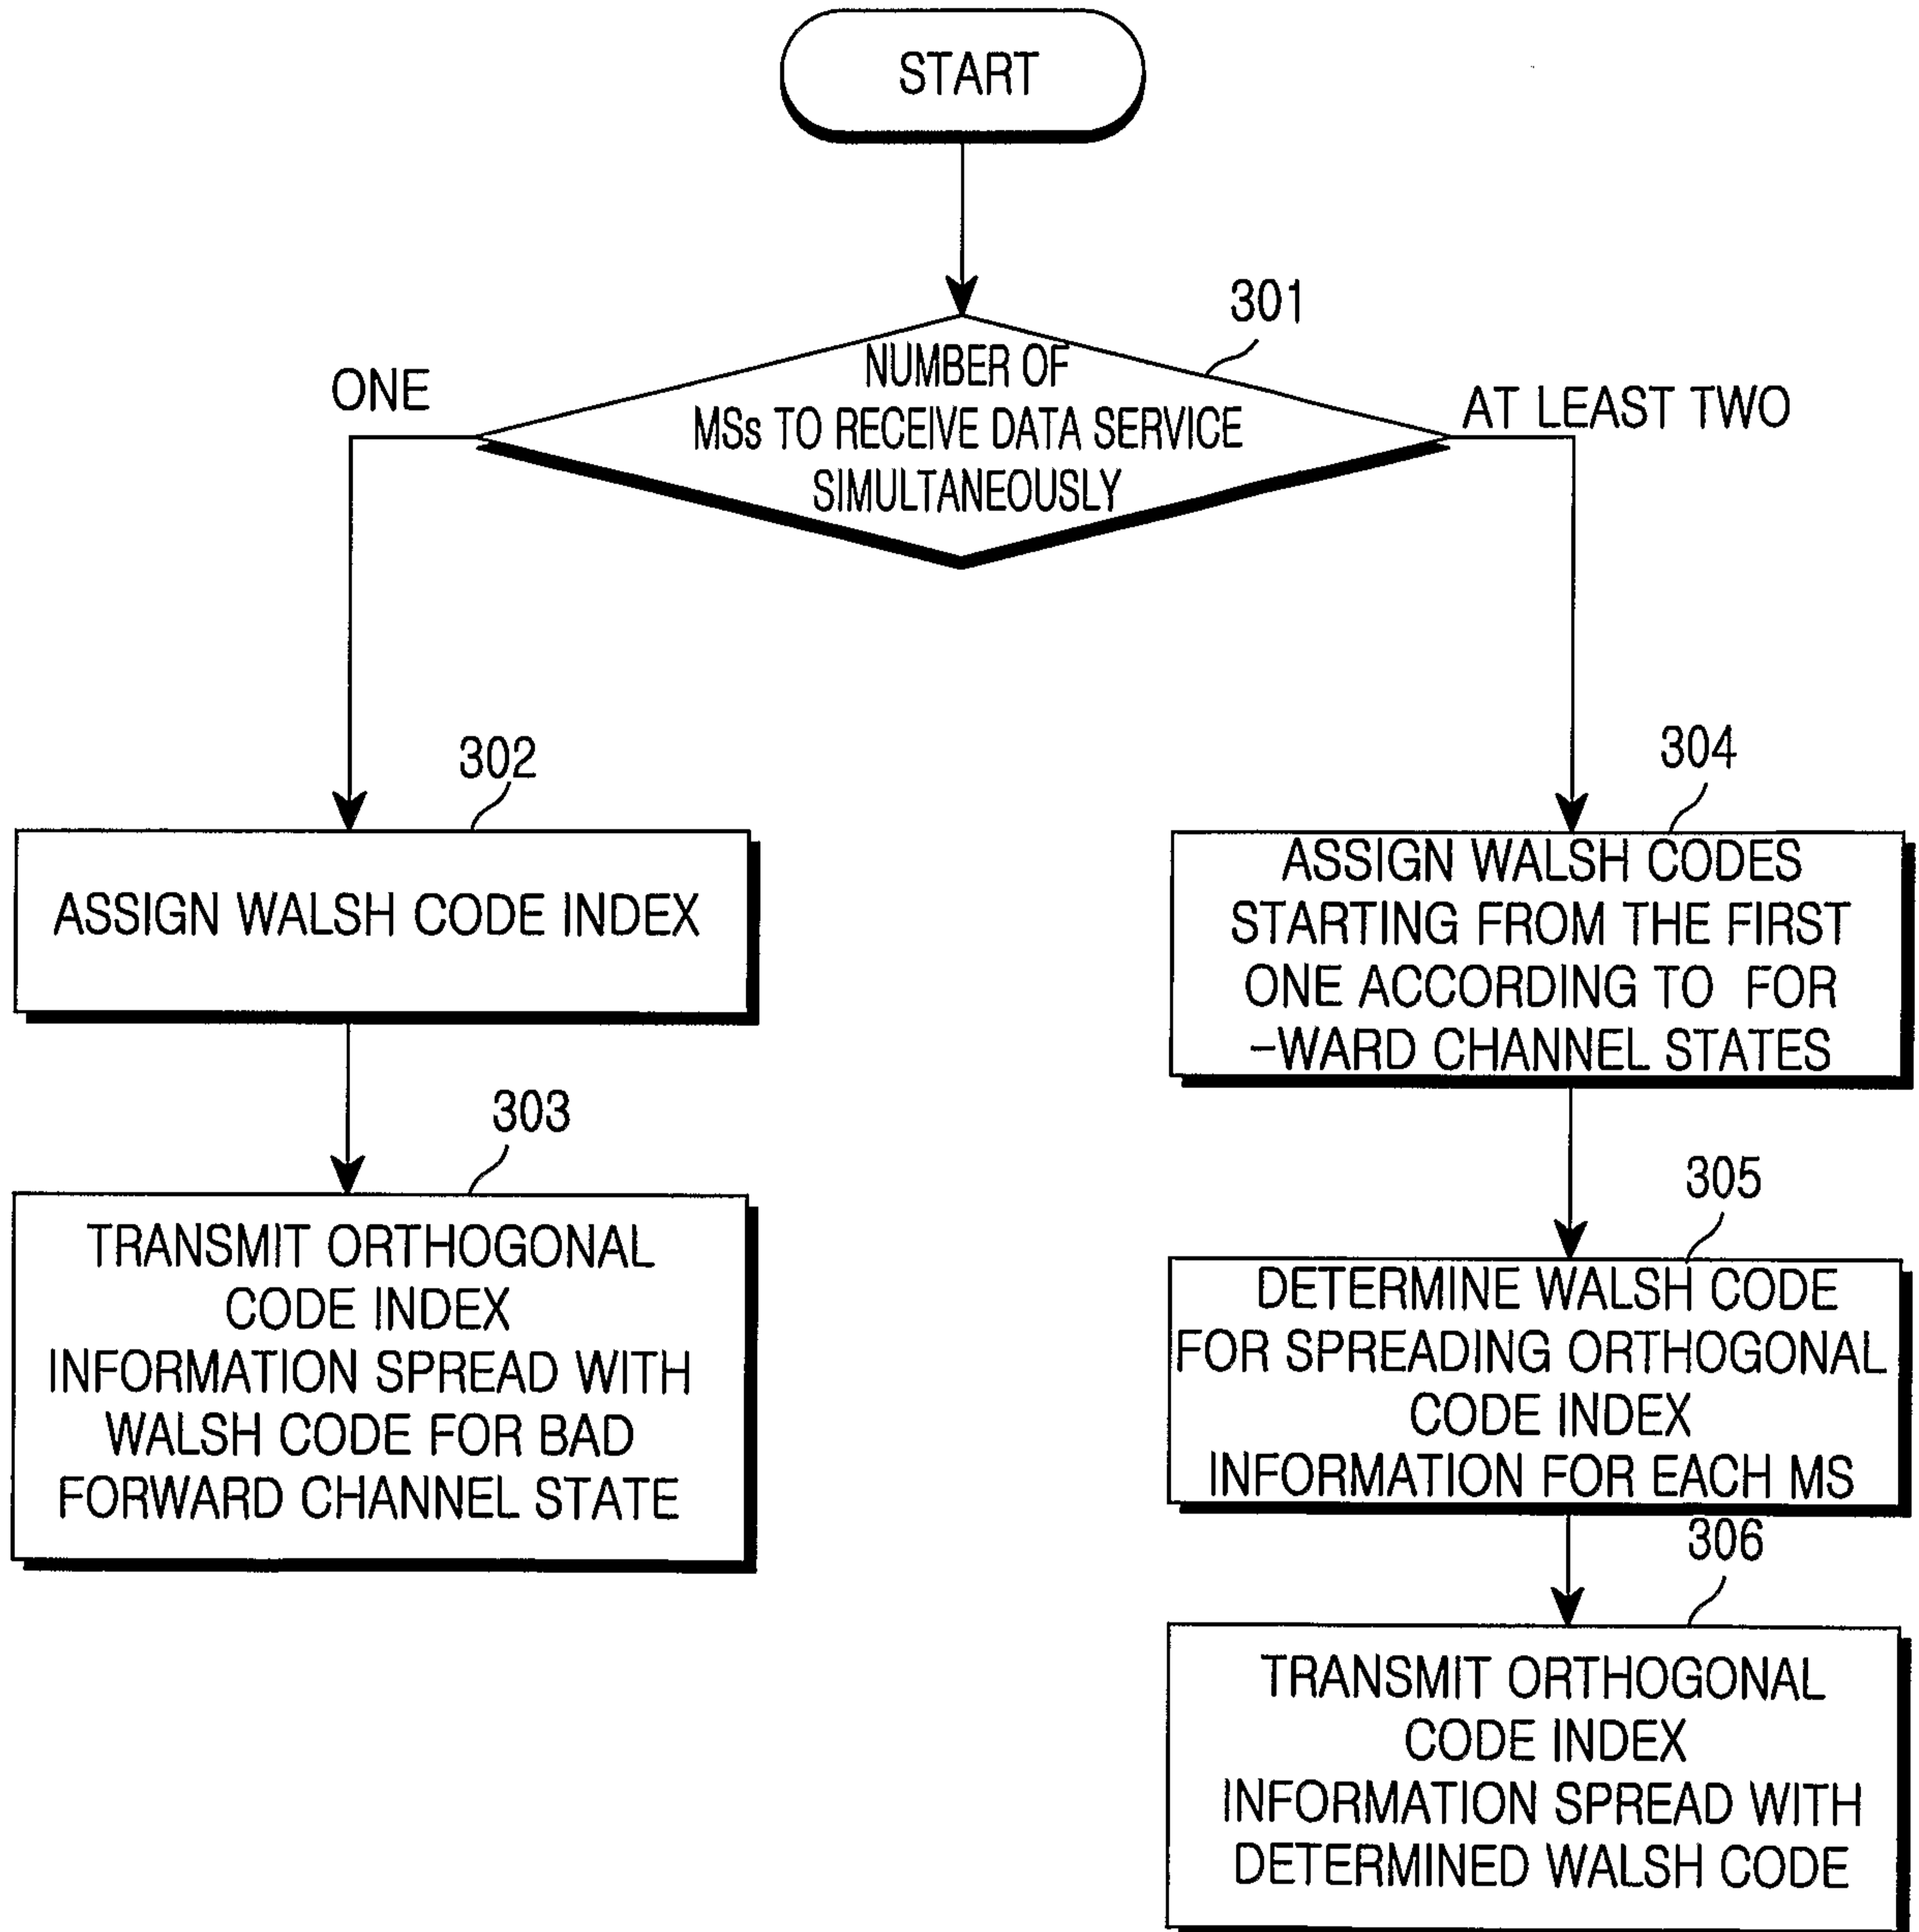 START
301
NUMBER OF
MSs TO RECEIVE DATA SERVICE
SIMULTANEOUSLY
ONE
AT LEAST TWO
302
ASSIGN WALSH CODE INDEX
303
TRANSMIT ORTHOGONAL
CODE INDEX
INFORMATION SPREAD WITH
WALSH CODE FOR BAD
FORWARD CHANNEL STATE
304
ASSIGN WALSH CODES
STARTING FROM THE FIRST
ONE ACCORDING TO FOR
-WARD CHANNEL STATES
305
DETERMINE WALSH CODE
FOR SPREADING ORTHOGONAL
CODE INDEX
INFORMATION FOR EACH MS
306
TRANSMIT ORTHOGONAL
CODE INDEX
INFORMATION SPREAD WITH
DETERMINED WALSH CODE